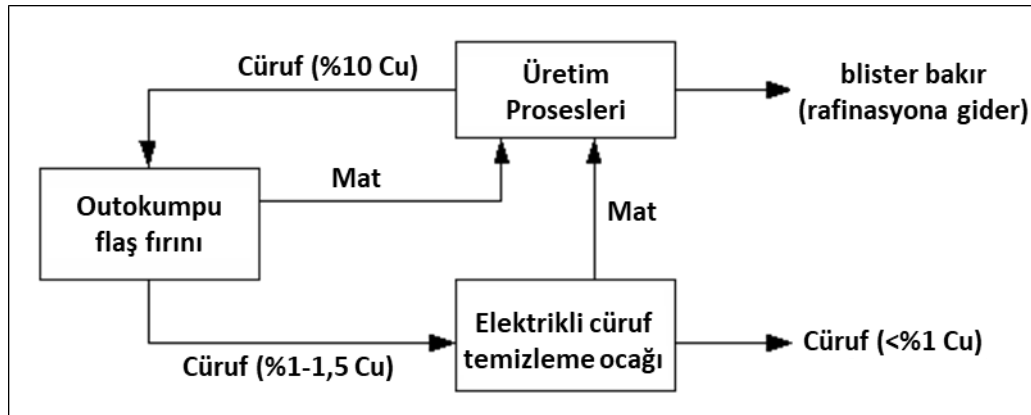 Cüruf (%10 Cu)
Üretim
Prosesleri
blister bakır
(rafinasyona gider)
Mat
Outokumpu
flaş fırını
Mat
Elektrikli cüruf
temizleme ocağı
Cüruf (%1-1,5 Cu)
Cüruf (<%1 Cu)